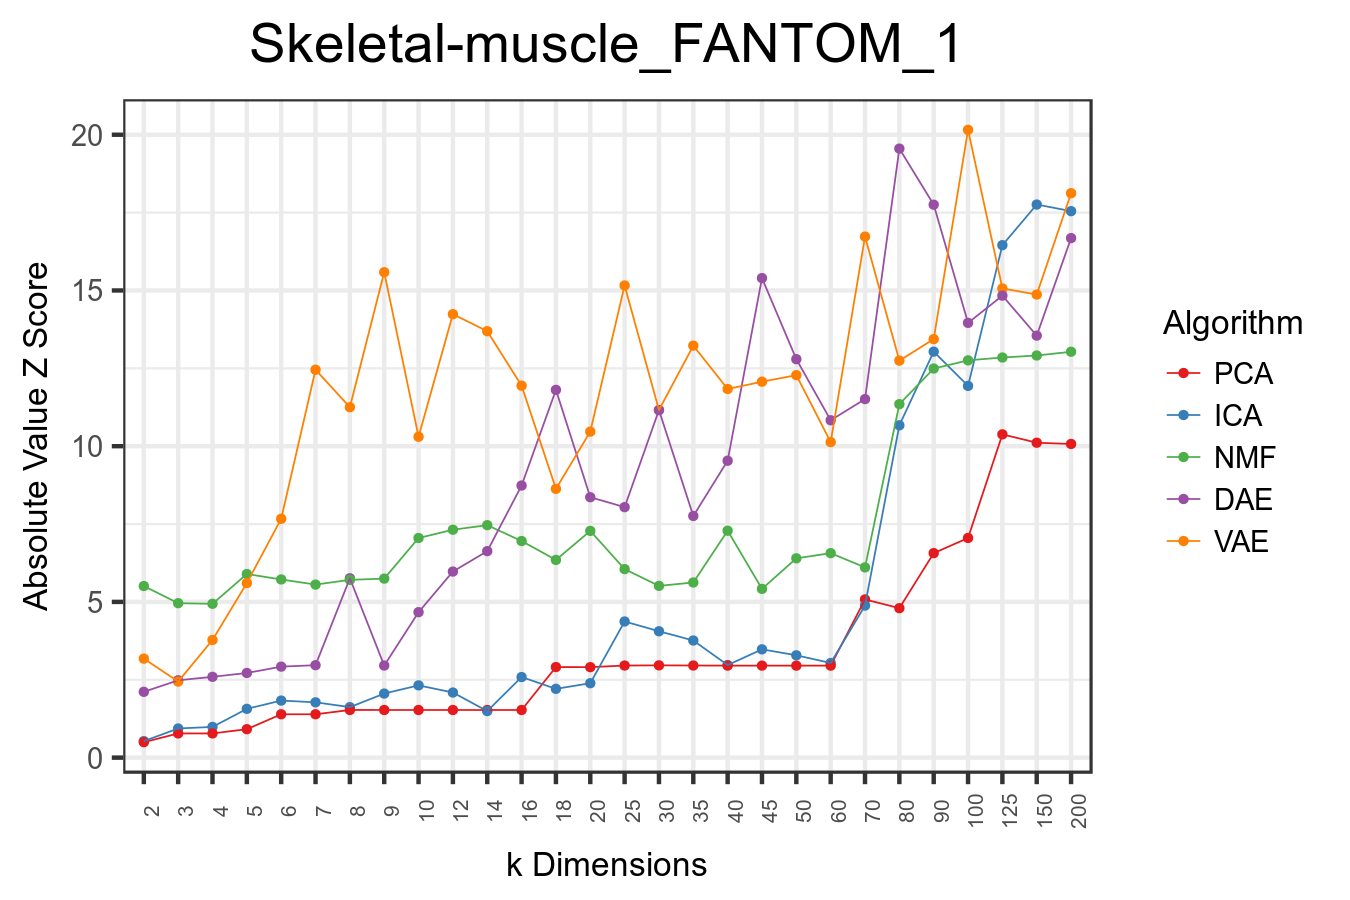 Skeletal-muscle_FANTOM_1
Absolute Value Z Score
20
15
10
5
0
2 3 4 5 6 7 8 9 10 12 14 16 18 20 25 30 35 40 45 50 60 70 80 90 100 125 150 200
k Dimensions
Algorithm
PCA
ICA
NMF
DAE
VAE